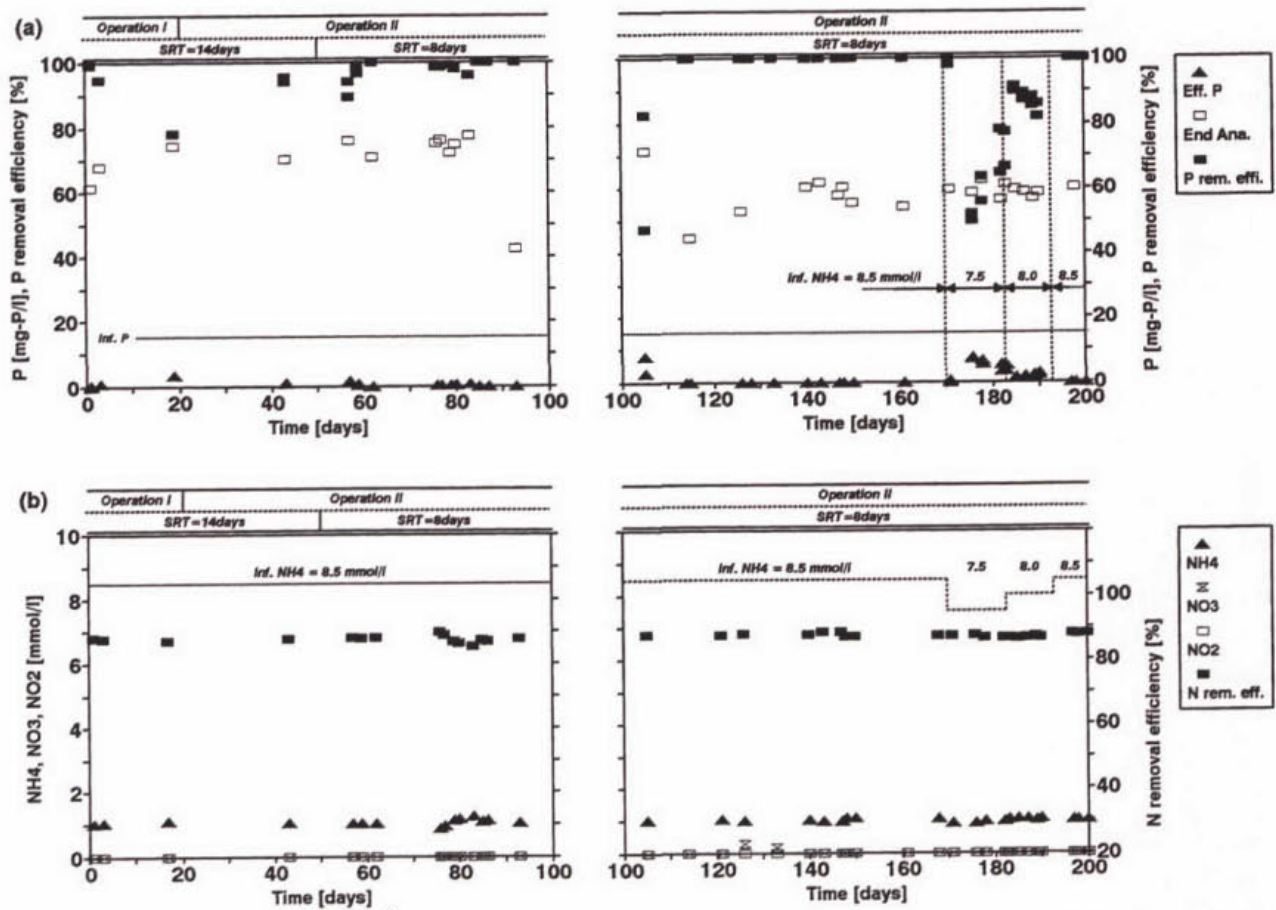 (a)
Operation I
Operation II
SRT=14days
SRT=8days
100
80
60
40
20
0
P [mg-P/l], P removal efficiency [%]
Inf. P
0
20
40
60
80
100
Time [days]
Operation II
SRT=8days
Inf. NH4 = 8.5 mmol/l
7.5
8.0
8.5
100
120
140
160
180
200
Time [days]
100
80
60
40
20
0
P [mg-P/l], P removal efficiency [%]
Eff. P
End Ana.
P rem. effi.
(b)
Operation I
Operation II
SRT=14days
SRT=8days
10
8
6
4
2
0
NH4, NO3, NO2 [mmol/l]
Inf. NH4 = 8.5 mmol/l
0
20
40
60
80
100
Time [days]
Operation II
SRT=8days
Inf. NH4 = 8.5 mmol/l
7.5
8.0
8.5
100
120
140
160
180
200
Time [days]
100
80
60
40
20
N removal efficiency [%]
NH4
NO3
NO2
N rem. eff.